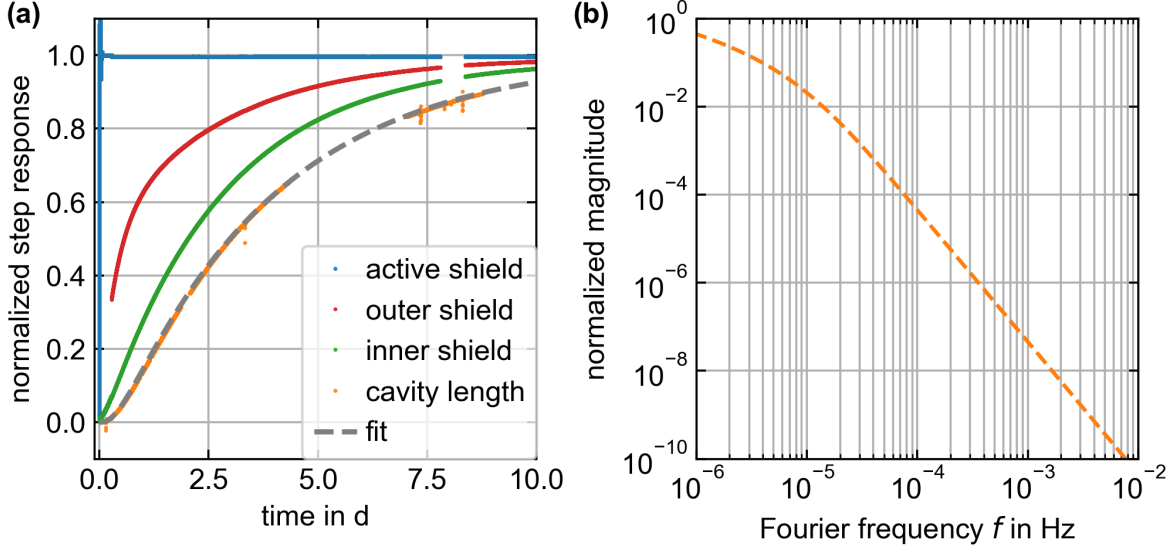 (a)
normalized step response
1.0
0.8
0.6
0.4
0.2
0.0
0.0 2.5 5.0 7.5 10.0
time in d
active shield
outer shield
inner shield
cavity length
fit
(b)
normalized magnitude
10^0
10^−2
10^−4
10^−6
10^−8
10^−10
10^−6 10^−5 10^−4 10^−3 10^−2
Fourier frequency f in Hz